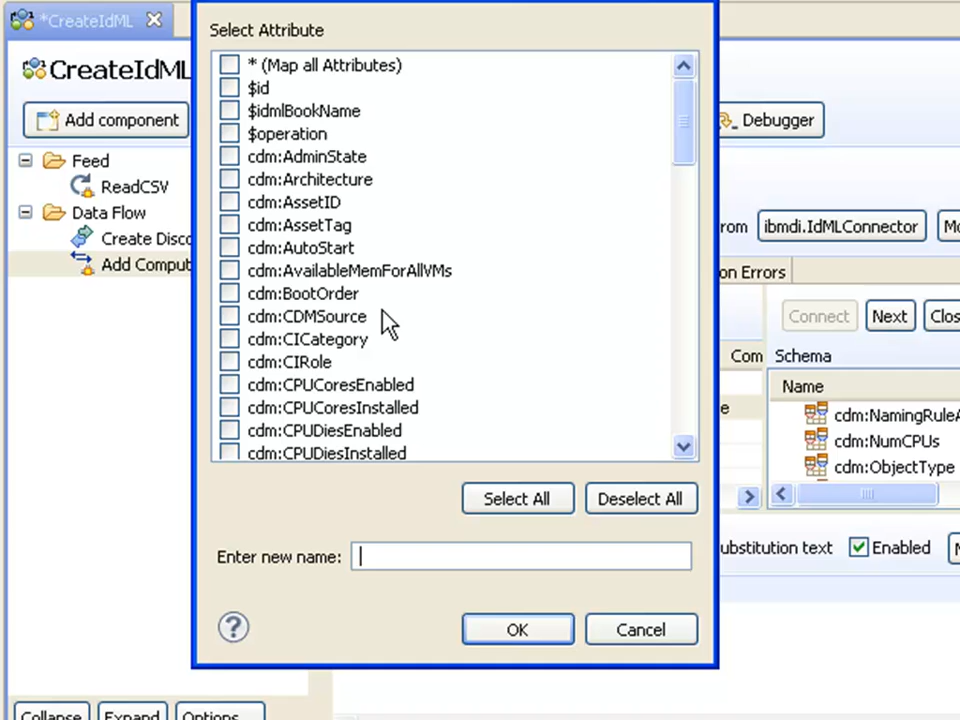 *CreateIdML
CreateIdML
Add component
Feed
ReadCSV
Data Flow
Create Disco
Add Comput
Select Attribute
* (Map all Attributes)
$id
$idmlBookName
$operation
cdm:AdminState
cdm:Architecture
cdm:AssetID
cdm:AssetTag
cdm:AutoStart
cdm:AvailableMemForAllVMs
cdm:BootOrder
cdm:CDMSource
cdm:CICategory
cdm:CIRole
cdm:CPUCoresEnabled
cdm:CPUCoresInstalled
cdm:CPUDiesEnabled
cdm:CPUDiesInstalled
Select All
Deselect All
Enter new name:
?
OK
Cancel
Debugger
rom
ibmdi.IdMLConnector
Mo
on Errors
Connect
Next
Clos
Com
Schema
Name
e
cdm:NamingRuleA
cdm:NumCPUs
cdm:ObjectType
ubstitution text
Enabled
Collapse
Expand
Options...